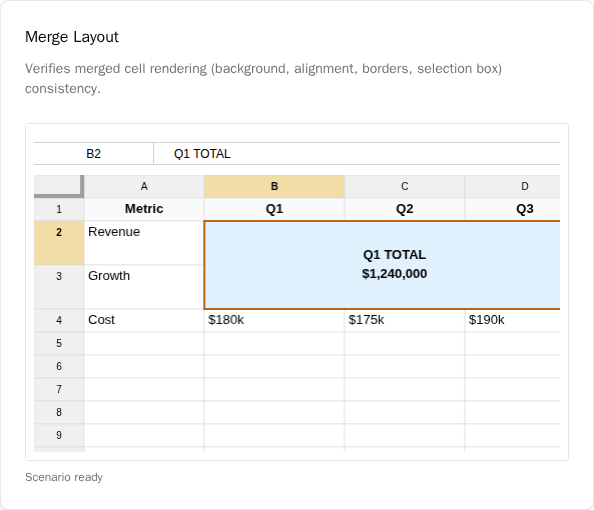 Merge Layout
Verifies merged cell rendering (background, alignment, borders, selection box)
consistency.
B2 Q1 TOTAL
A B C D
1 Metric Q1 Q2 Q3
2 Revenue
Q1 TOTAL
$1,240,000
3 Growth
4 Cost $180k $175k $190k
5
6
7
8
9
Scenario ready